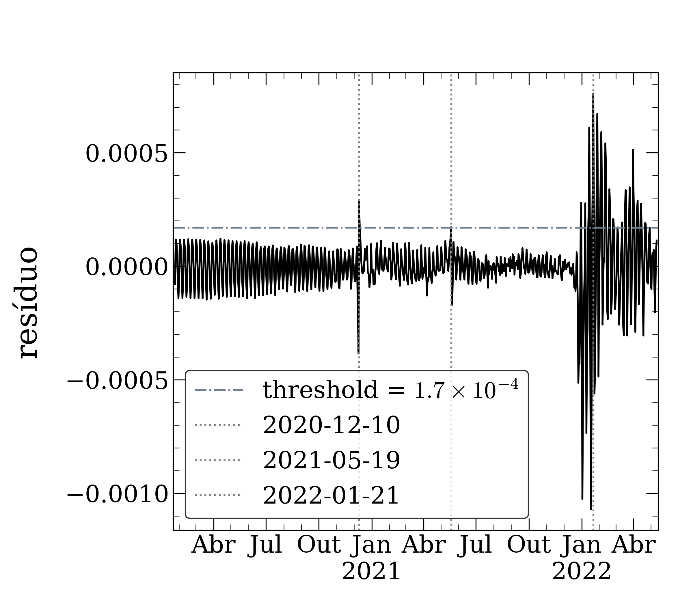 resíduo
0.0005
0.0000
−0.0005
−0.0010
threshold = 1.7 × 10⁻⁴
2020-12-10
2021-05-19
2022-01-21
Abr Jul Out Jan Abr Jul Out Jan Abr
2021 2022